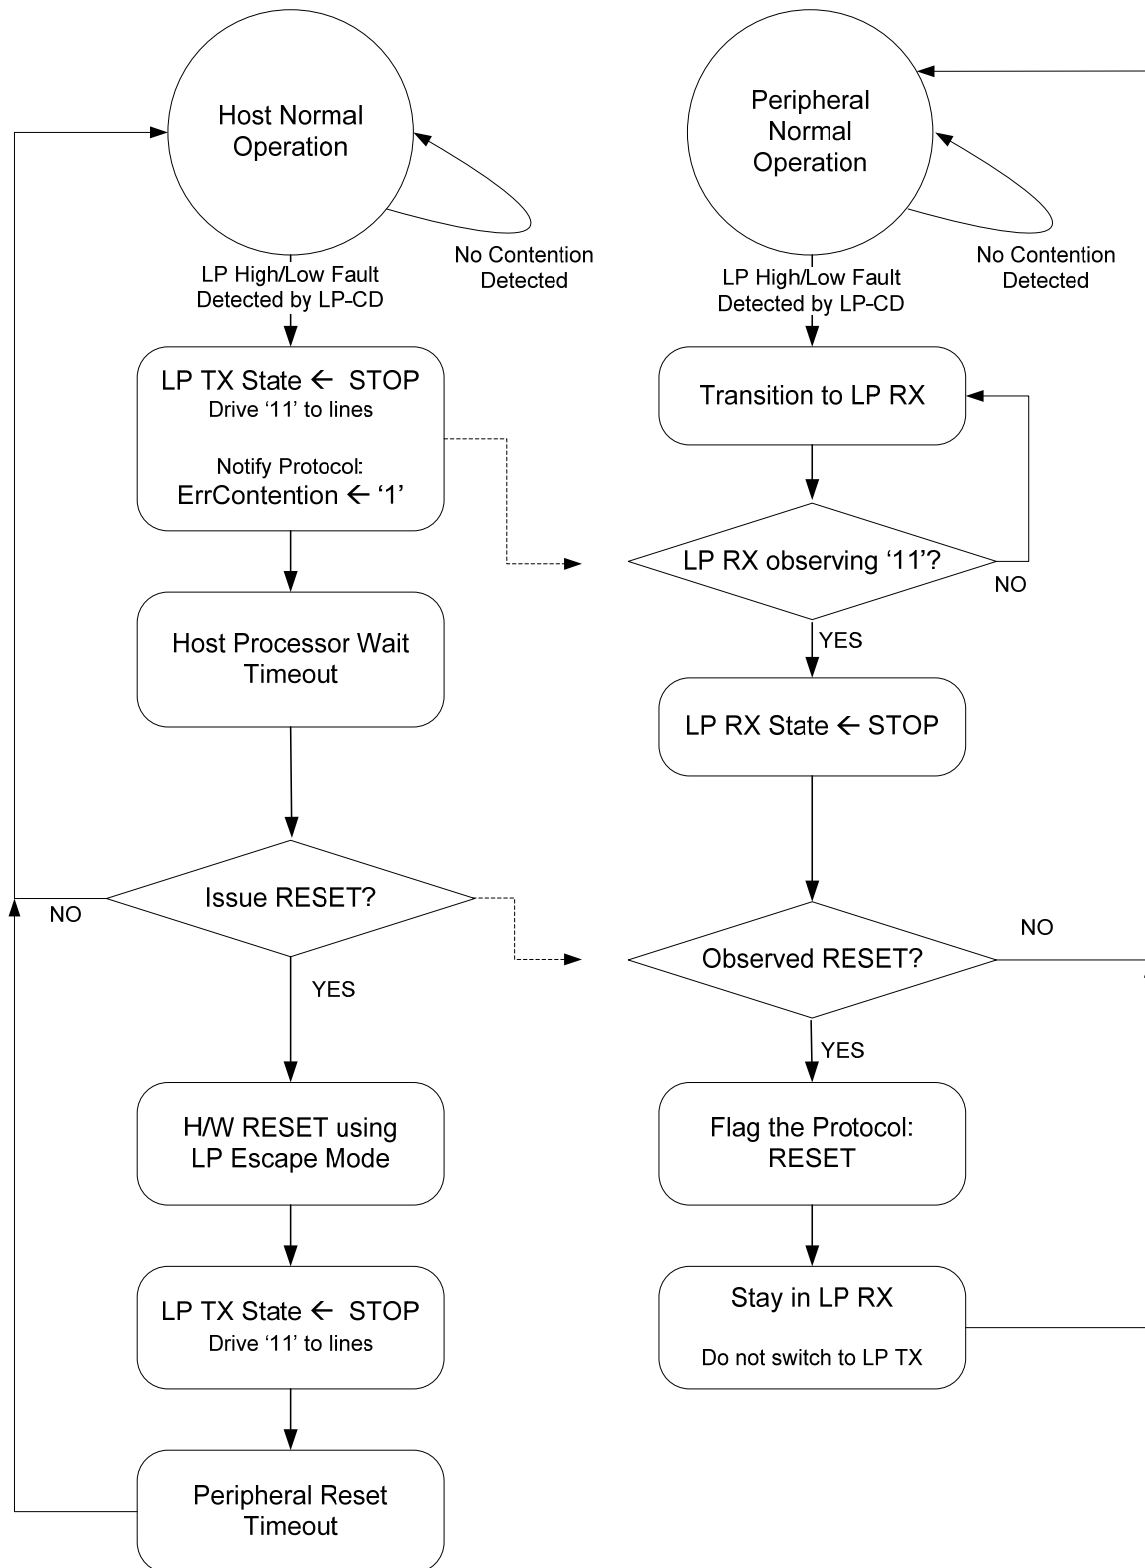 Host Normal
Operation
No Contention
Detected
LP High/Low Fault
Detected by LP-CD
LP TX State ← STOP
Drive ‘11’ to lines
Notify Protocol:
ErrContention ← ‘1’
Host Processor Wait
Timeout
Issue RESET?
NO
YES
H/W RESET using
LP Escape Mode
LP TX State ← STOP
Drive ‘11’ to lines
Peripheral Reset
Timeout
Peripheral
Normal
Operation
No Contention
Detected
LP High/Low Fault
Detected by LP-CD
Transition to LP RX
LP RX observing ‘11’?
NO
YES
LP RX State ← STOP
Observed RESET?
NO
YES
Flag the Protocol:
RESET
Stay in LP RX
Do not switch to LP TX